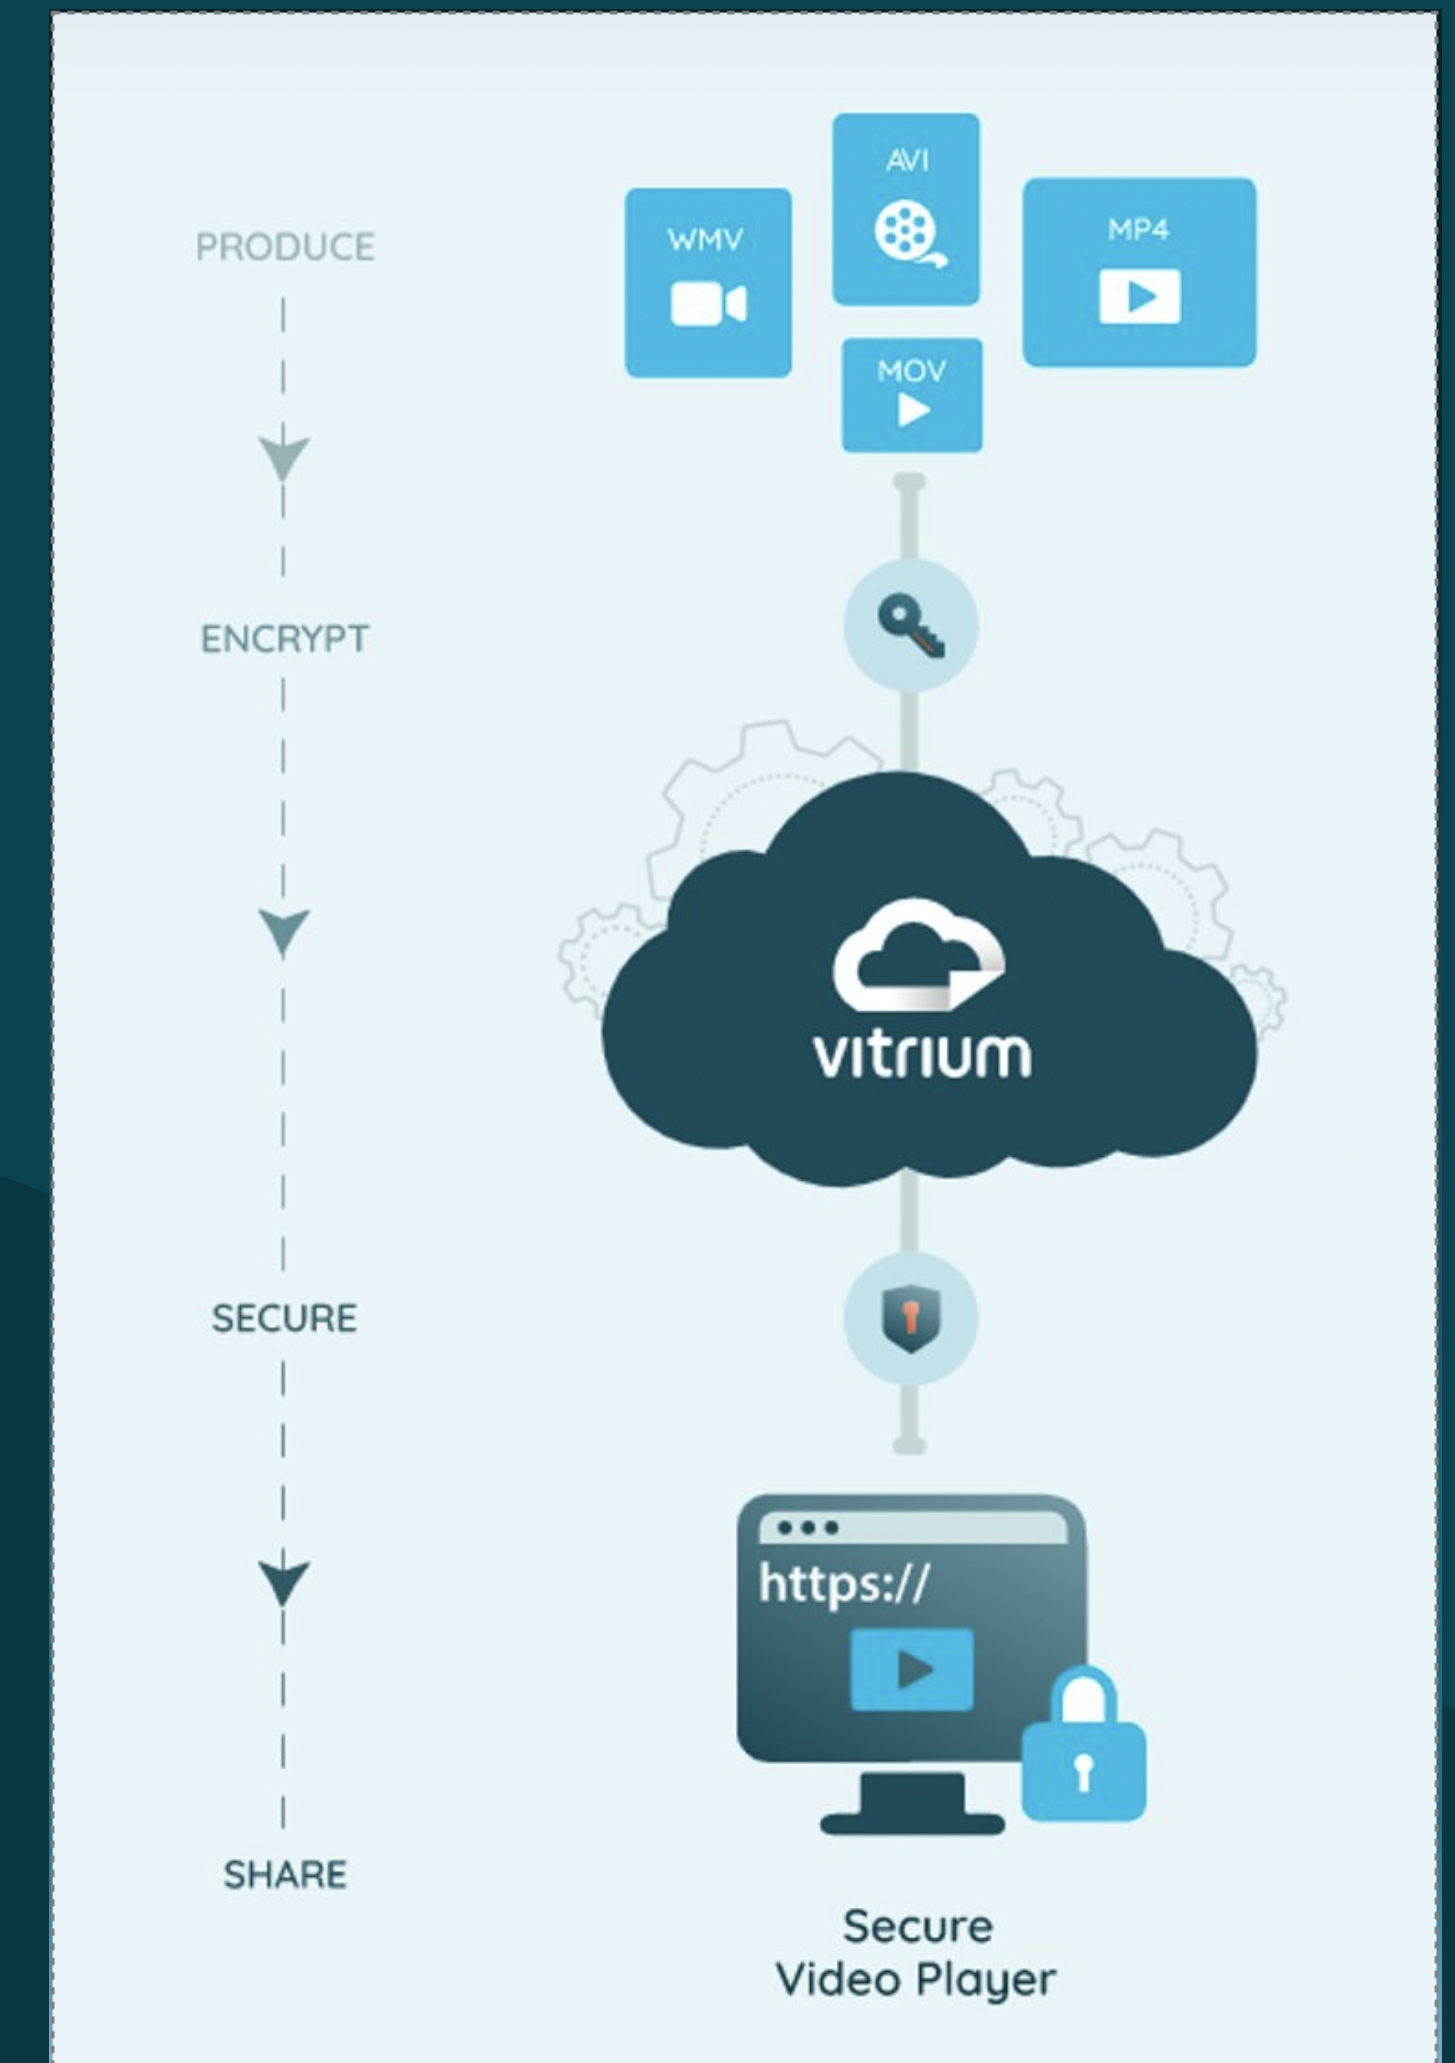 PRODUCE
WMV
AVI
MP4
MOV
ENCRYPT
vitrium
SECURE
https://
SHARE
Secure
Video Player